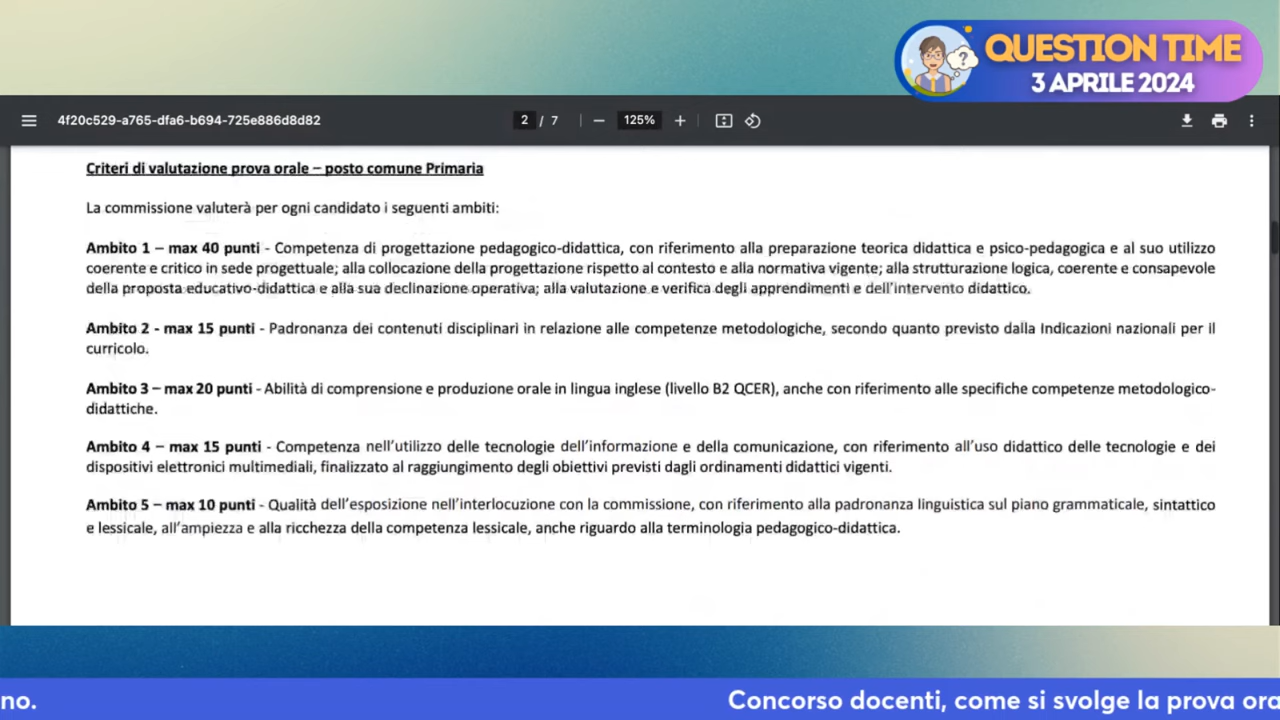 QUESTION TIME
3 APRILE 2024
4f20c529-a765-dfa6-b694-725e886d8d82
2 / 7
125%
Criteri di valutazione prova orale – posto comune Primaria
La commissione valuterà per ogni candidato i seguenti ambiti:
Ambito 1 – max 40 punti - Competenza di progettazione pedagogico-didattica, con riferimento alla preparazione teorica didattica e psico-pedagogica e al suo utilizzo
coerente e critico in sede progettuale; alla collocazione della progettazione rispetto al contesto e alla normativa vigente; alla strutturazione logica, coerente e consapevole
della proposta educativo-didattica e alla sua declinazione operativa; alla valutazione e verifica degli apprendimenti e dell'intervento didattico.
Ambito 2 - max 15 punti - Padronanza dei contenuti disciplinari in relazione alle competenze metodologiche, secondo quanto previsto dalla Indicazioni nazionali per il
curricolo.
Ambito 3 – max 20 punti - Abilità di comprensione e produzione orale in lingua inglese (livello B2 QCER), anche con riferimento alle specifiche competenze metodologico-
didattiche.
Ambito 4 – max 15 punti - Competenza nell'utilizzo delle tecnologie dell'informazione e della comunicazione, con riferimento all'uso didattico delle tecnologie e dei
dispositivi elettronici multimediali, finalizzato al raggiungimento degli obiettivi previsti dagli ordinamenti didattici vigenti.
Ambito 5 – max 10 punti - Qualità dell'esposizione nell'interlocuzione con la commissione, con riferimento alla padronanza linguistica sul piano grammaticale, sintattico
e lessicale, all'ampiezza e alla ricchezza della competenza lessicale, anche riguardo alla terminologia pedagogico-didattica.
no. Concorso docenti, come si svolge la prova ora